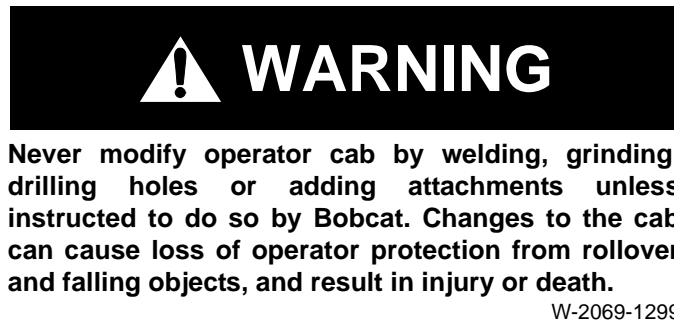 WARNING
Never modify operator cab by welding, grinding,
drilling holes or adding attachments unless
instructed to do so by Bobcat. Changes to the cab
can cause loss of operator protection from rollover
and falling objects, and result in injury or death.
W-2069-1299